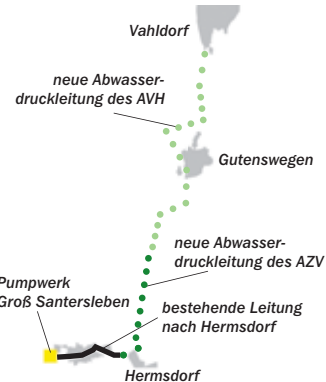 Vahldorf
neue Abwasser-
druckleitung des AVH
Gutenswegen
neue Abwasser-
druckleitung des AZV
Pumpwerk
Groß Santersleben
bestehende Leitung
nach Hermsdorf
Hermsdorf